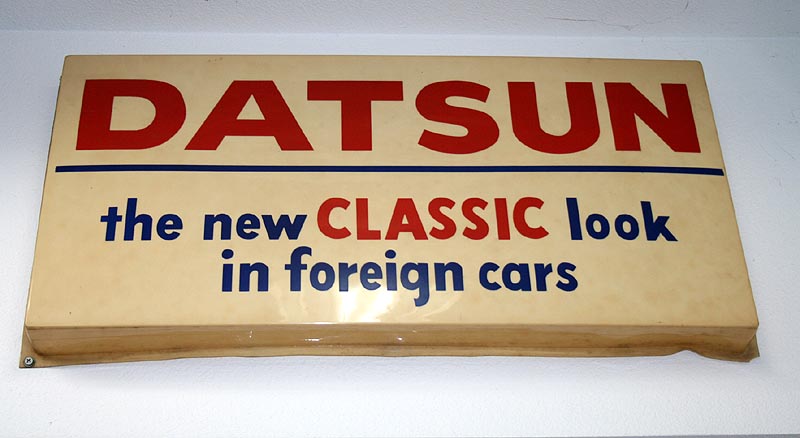 DATSUN
the new CLASSIC look
in foreign cars